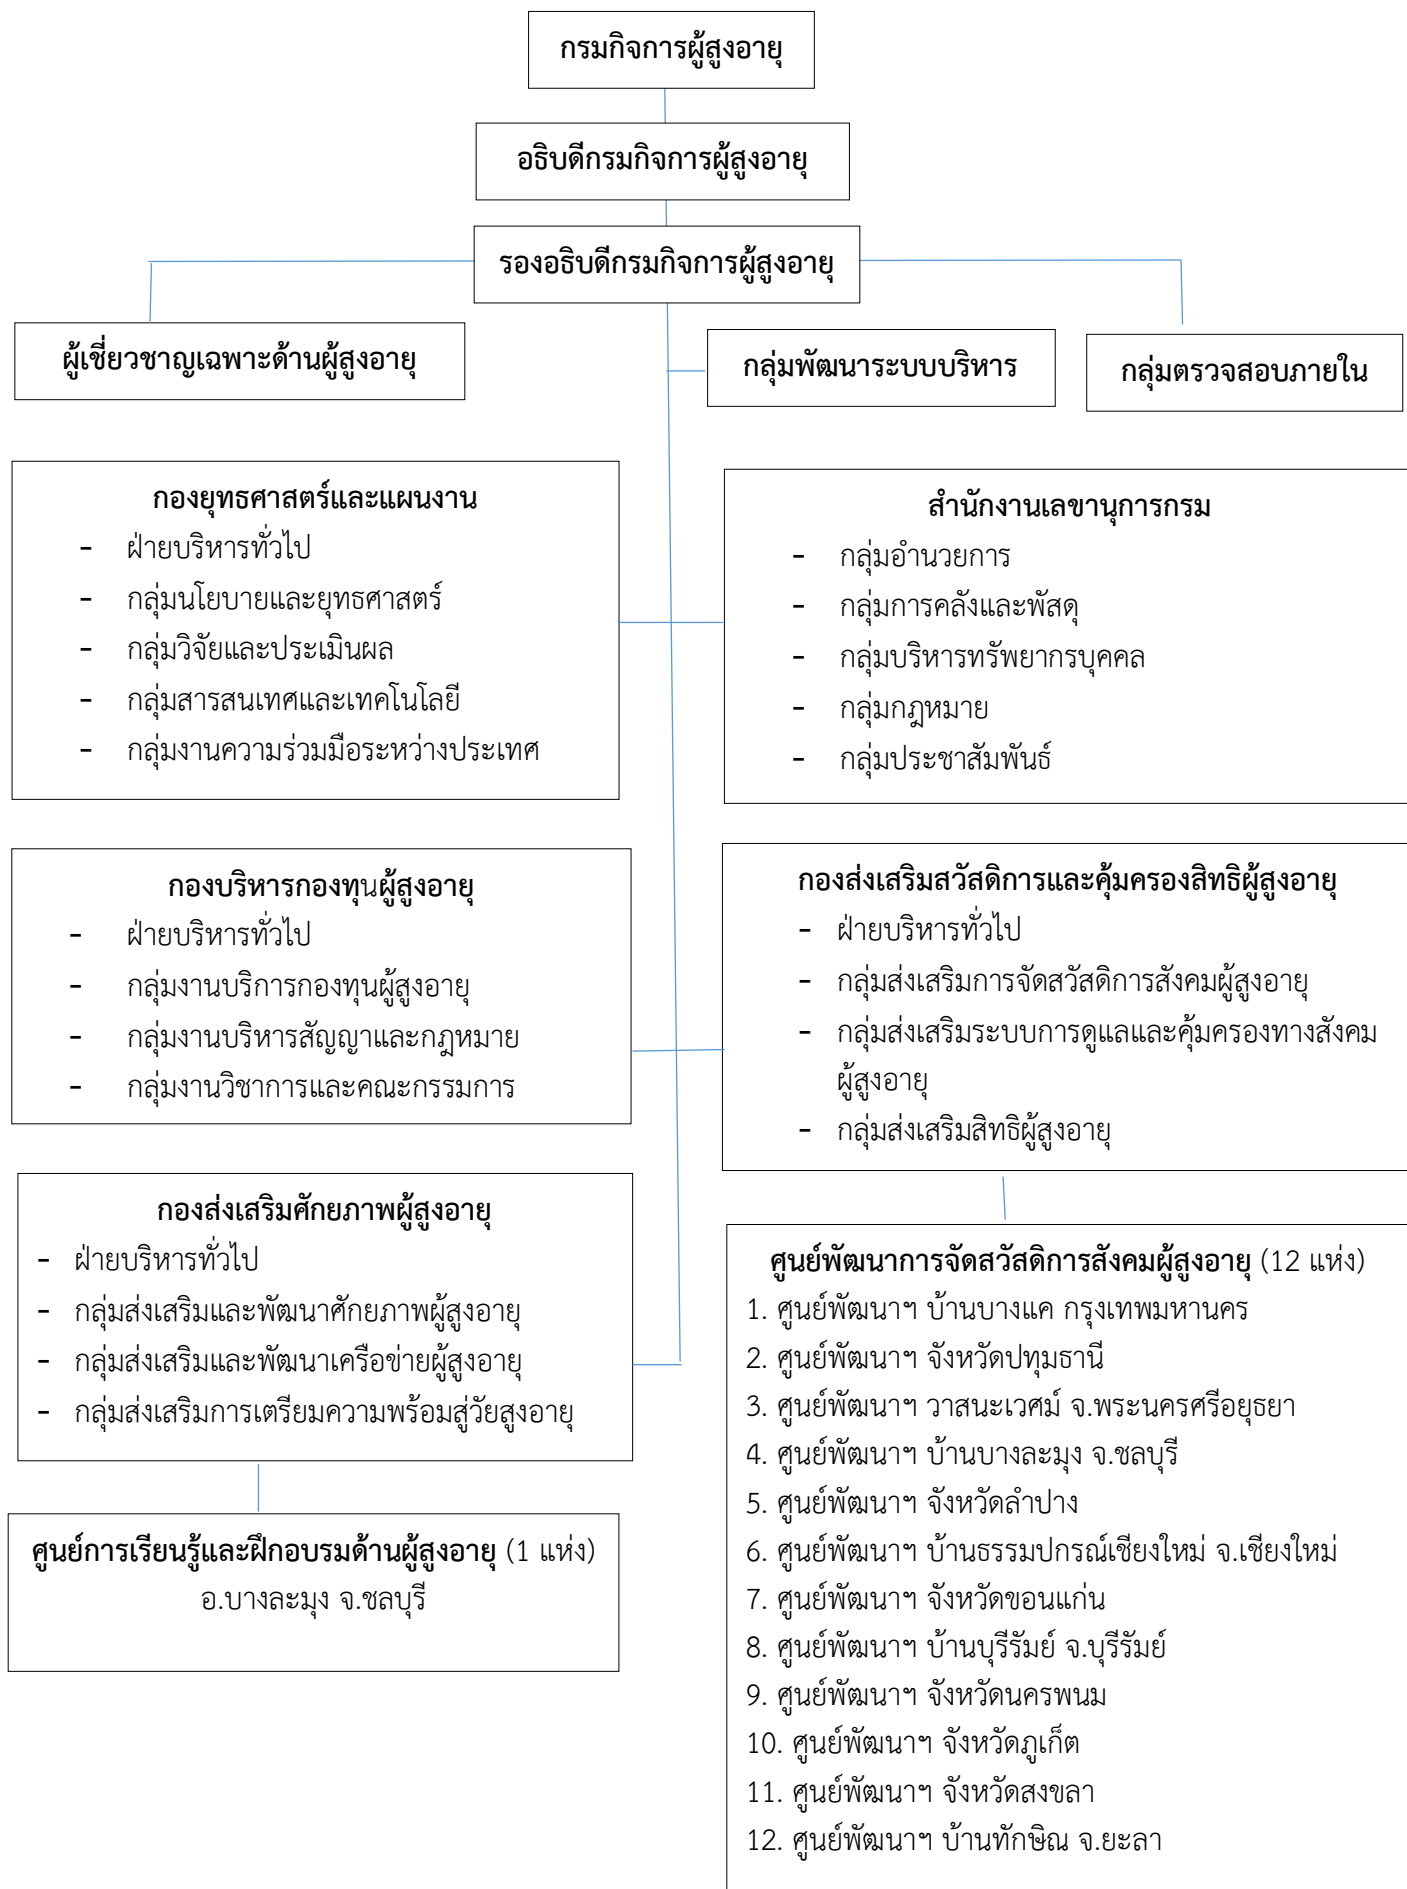 กรมกิจการผู้สูงอายุ
อธิบดีกรมกิจการผู้สูงอายุ
รองอธิบดีกรมกิจการผู้สูงอายุ
ผู้เชี่ยวชาญเฉพาะด้านผู้สูงอายุ
กลุ่มพัฒนาระบบบริหาร
กลุ่มตรวจสอบภายใน
กองยุทธศาสตร์และแผนงาน
- ฝ่ายบริหารทั่วไป
- กลุ่มนโยบายและยุทธศาสตร์
- กลุ่มวิจัยและประเมินผล
- กลุ่มสารสนเทศและเทคโนโลยี
- กลุ่มงานความร่วมมือระหว่างประเทศ
สำนักงานเลขานุการกรม
- กลุ่มอำนวยการ
- กลุ่มการคลังและพัสดุ
- กลุ่มบริหารทรัพยากรบุคคล
- กลุ่มกฎหมาย
- กลุ่มประชาสัมพันธ์
กองบริหารกองทุนผู้สูงอายุ
- ฝ่ายบริหารทั่วไป
- กลุ่มงานบริการกองทุนผู้สูงอายุ
- กลุ่มงานบริหารสัญญาและกฎหมาย
- กลุ่มงานวิชาการและคณะกรรมการ
กองส่งเสริมสวัสดิการและคุ้มครองสิทธิผู้สูงอายุ
- ฝ่ายบริหารทั่วไป
- กลุ่มส่งเสริมการจัดสวัสดิการสังคมผู้สูงอายุ
- กลุ่มส่งเสริมระบบการดูแลและคุ้มครองทางสังคม
ผู้สูงอายุ
- กลุ่มส่งเสริมสิทธิผู้สูงอายุ
กองส่งเสริมศักยภาพผู้สูงอายุ
- ฝ่ายบริหารทั่วไป
- กลุ่มส่งเสริมและพัฒนาศักยภาพผู้สูงอายุ
- กลุ่มส่งเสริมและพัฒนาเครือข่ายผู้สูงอายุ
- กลุ่มส่งเสริมการเตรียมความพร้อมสู่วัยสูงอายุ
ศูนย์การเรียนรู้และฝึกอบรมด้านผู้สูงอายุ (1 แห่ง)
อ.บางละมุง จ.ชลบุรี
ศูนย์พัฒนาการจัดสวัสดิการสังคมผู้สูงอายุ (12 แห่ง)
1. ศูนย์พัฒนาฯ บ้านบางแค กรุงเทพมหานคร
2. ศูนย์พัฒนาฯ จังหวัดปทุมธานี
3. ศูนย์พัฒนาฯ วาสนะเวศม์ จ.พระนครศรีอยุธยา
4. ศูนย์พัฒนาฯ บ้านบางละมุง จ.ชลบุรี
5. ศูนย์พัฒนาฯ จังหวัดลำปาง
6. ศูนย์พัฒนาฯ บ้านธรรมปกรณ์เชียงใหม่ จ.เชียงใหม่
7. ศูนย์พัฒนาฯ จังหวัดขอนแก่น
8. ศูนย์พัฒนาฯ บ้านบุรีรัมย์ จ.บุรีรัมย์
9. ศูนย์พัฒนาฯ จังหวัดนครพนม
10. ศูนย์พัฒนาฯ จังหวัดภูเก็ต
11. ศูนย์พัฒนาฯ จังหวัดสงขลา
12. ศูนย์พัฒนาฯ บ้านทักษิณ จ.ยะลา